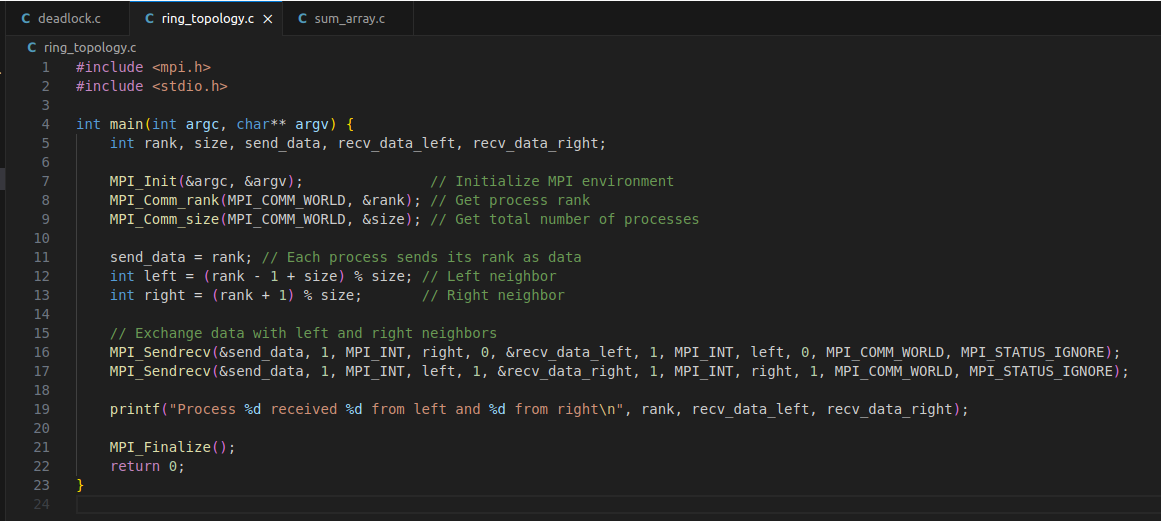 C deadlock.c C ring_topology.c × C sum_array.c
C ring_topology.c
1 #include <mpi.h>
2 #include <stdio.h>
3
4 int main(int argc, char** argv) {
5     int rank, size, send_data, recv_data_left, recv_data_right;
6
7     MPI_Init(&argc, &argv);               // Initialize MPI environment
8     MPI_Comm_rank(MPI_COMM_WORLD, &rank); // Get process rank
9     MPI_Comm_size(MPI_COMM_WORLD, &size); // Get total number of processes
10
11     send_data = rank; // Each process sends its rank as data
12     int left = (rank - 1 + size) % size; // Left neighbor
13     int right = (rank + 1) % size;       // Right neighbor
14
15     // Exchange data with left and right neighbors
16     MPI_Sendrecv(&send_data, 1, MPI_INT, right, 0, &recv_data_left, 1, MPI_INT, left, 0, MPI_COMM_WORLD, MPI_STATUS_IGNORE);
17     MPI_Sendrecv(&send_data, 1, MPI_INT, left, 1, &recv_data_right, 1, MPI_INT, right, 1, MPI_COMM_WORLD, MPI_STATUS_IGNORE);
18
19     printf("Process %d received %d from left and %d from right\n", rank, recv_data_left, recv_data_right);
20
21     MPI_Finalize();
22     return 0;
23 }
24